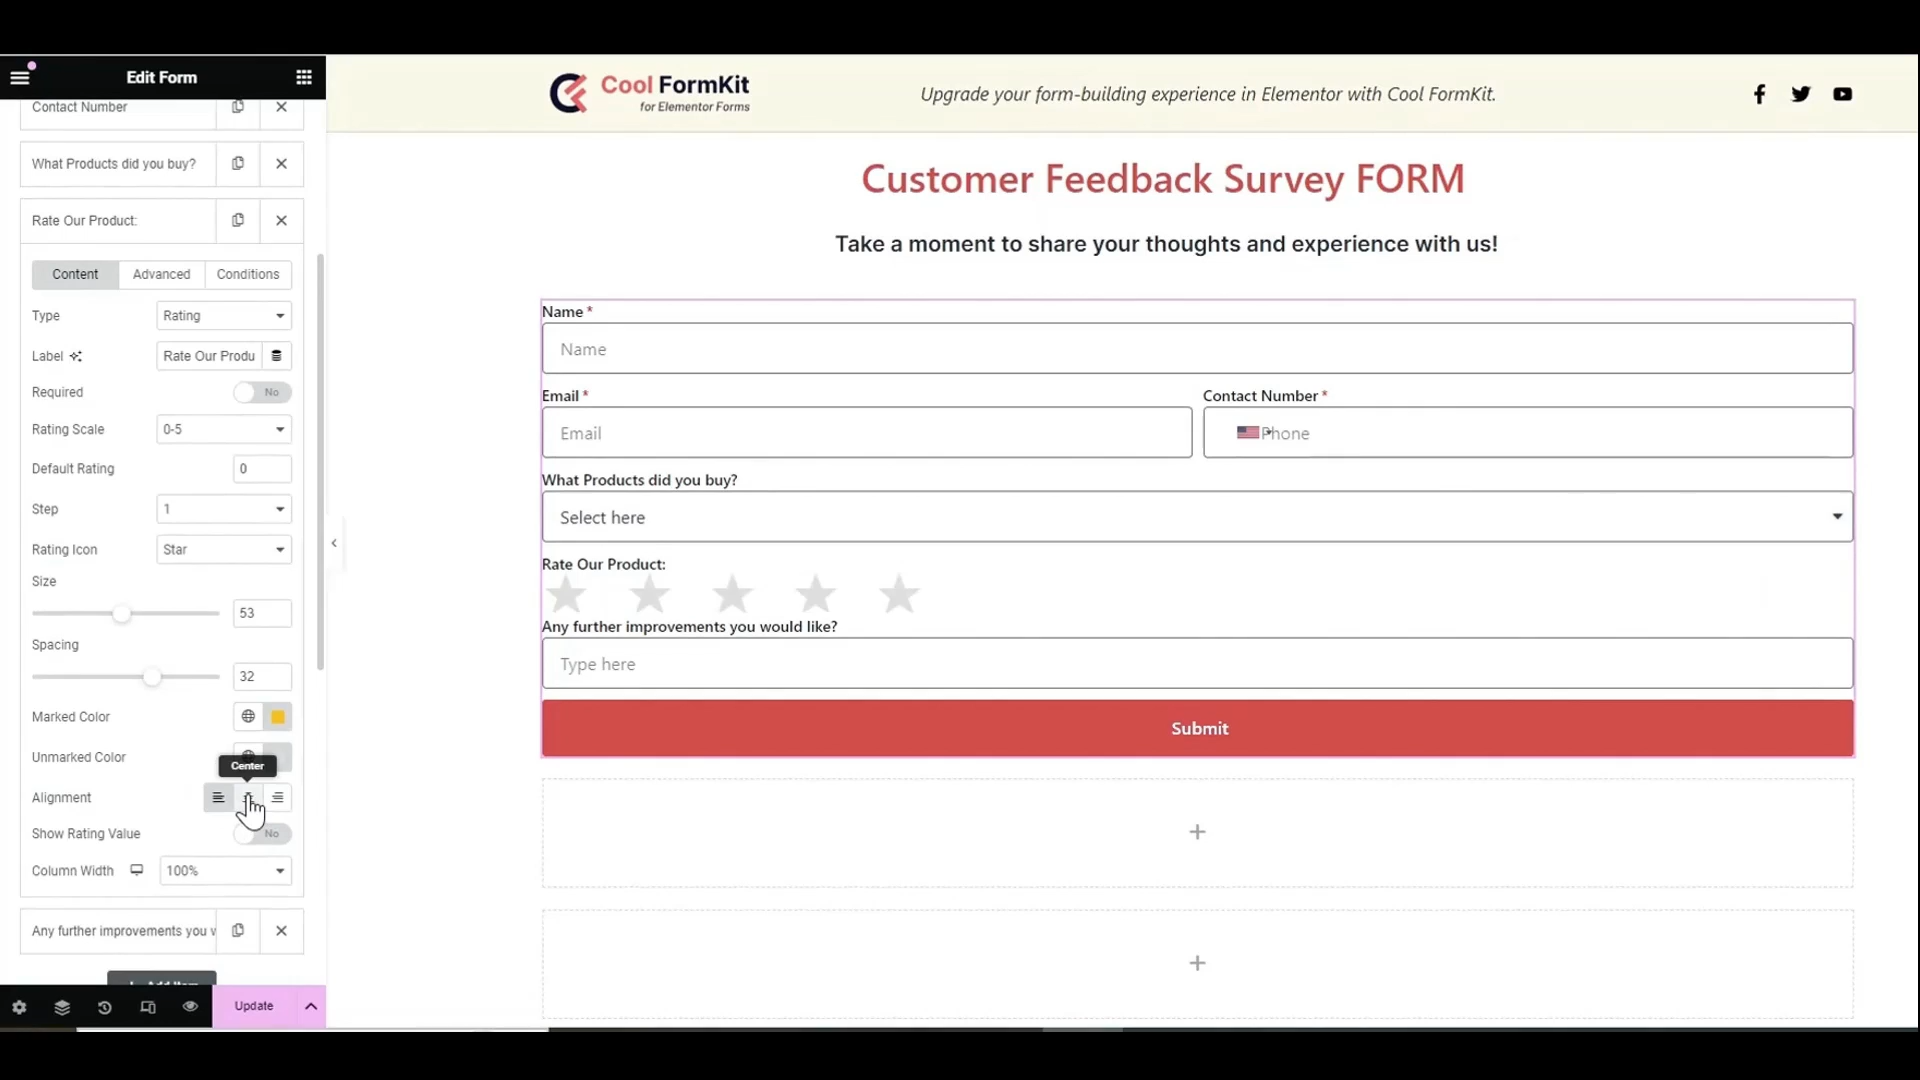 Edit Form
Contact Number
What Products did you buy?
Rate Our Product:
Content Advanced Conditions
Type Rating
Label Rate Our Produ
Required No
Rating Scale 0-5
Default Rating 0
Step 1
Rating Icon Star
Size
53
Spacing
32
Marked Color
Unmarked Color
Center
Alignment
Show Rating Value No
Column Width 100%
Any further improvements you w
Add Item
Update
Cool FormKit
for Elementor Forms
Upgrade your form-building experience in Elementor with Cool FormKit.
Customer Feedback Survey FORM
Take a moment to share your thoughts and experience with us!
Name *
Name
Email * Contact Number *
Email Phone
What Products did you buy?
Select here
Rate Our Product:
Any further improvements you would like?
Type here
Submit